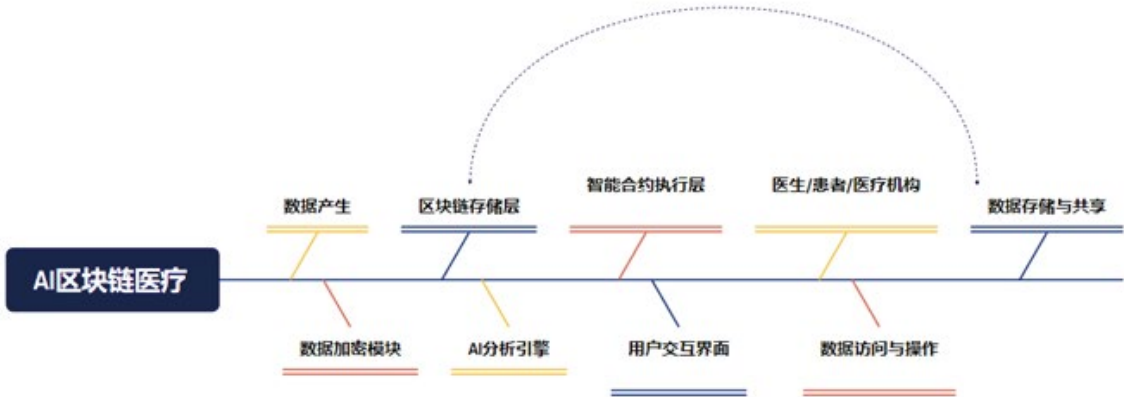 数据产生
区块链存储层
智能合约执行层
医生/患者/医疗机构
数据存储与共享
AI区块链医疗
数据加密模块
AI分析引擎
用户交互界面
数据访问与操作